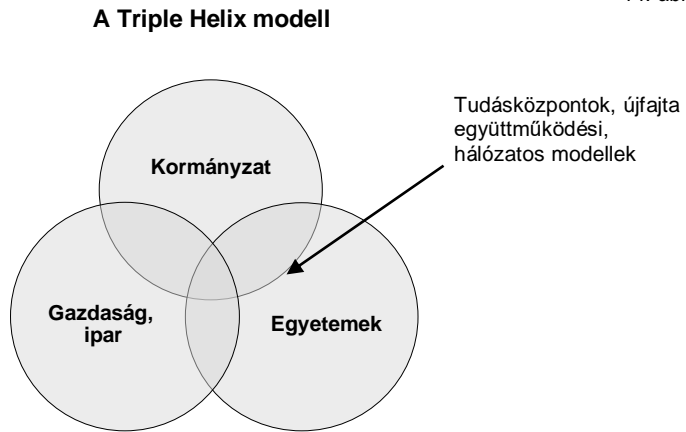 A Triple Helix modell
Tudásközpontok, újfajta
együttműködési,
hálózatos modellek
Kormányzat
Gazdaság,
ipar
Egyetemek